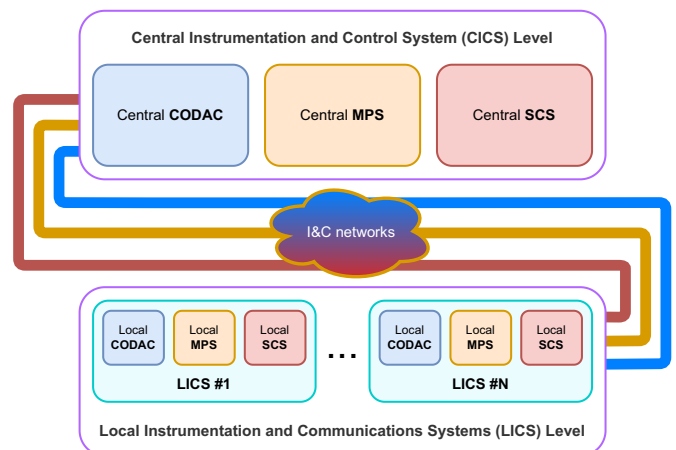 Central Instrumentation and Control System (CICS) Level
Central CODAC
Central MPS
Central SCS
I&C networks
Local
CODAC
Local
MPS
Local
SCS
LICS #1
...
Local
CODAC
Local
MPS
Local
SCS
LICS #N
Local Instrumentation and Communications Systems (LICS) Level